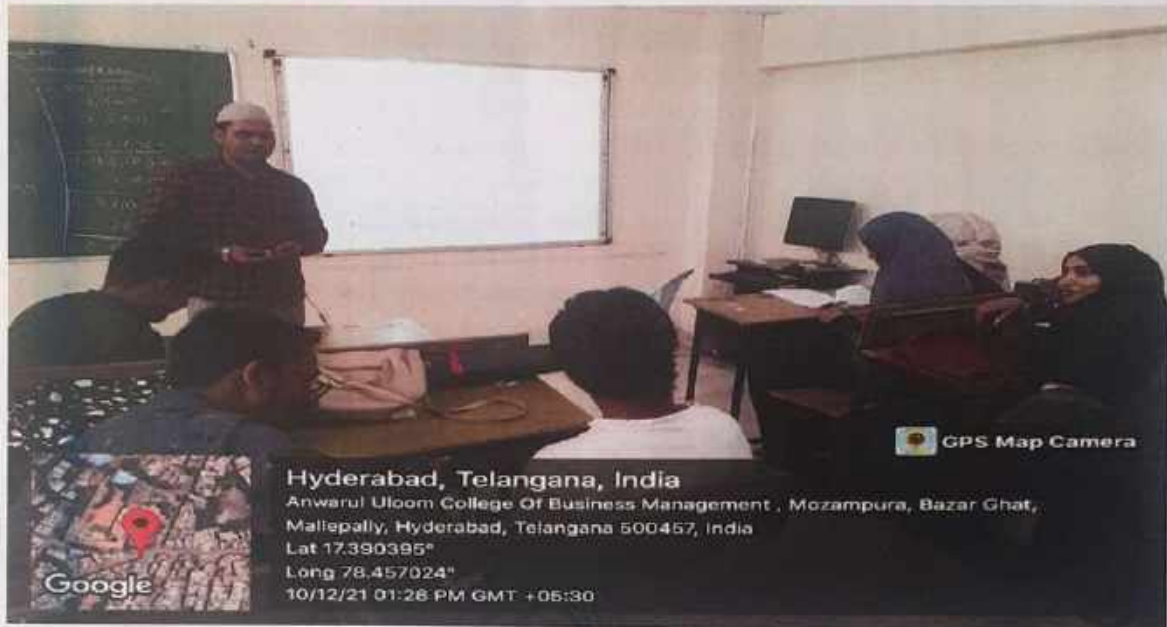 GPS Map Camera
Google
Hyderabad, Telangana, India
Anwarul Uloom College Of Business Management , Mozampura, Bazar Ghat,
Mallepally, Hyderabad, Telangana 500457, India
Lat 17.390395°
Long 78.457024°
10/12/21 01:28 PM GMT +05:30